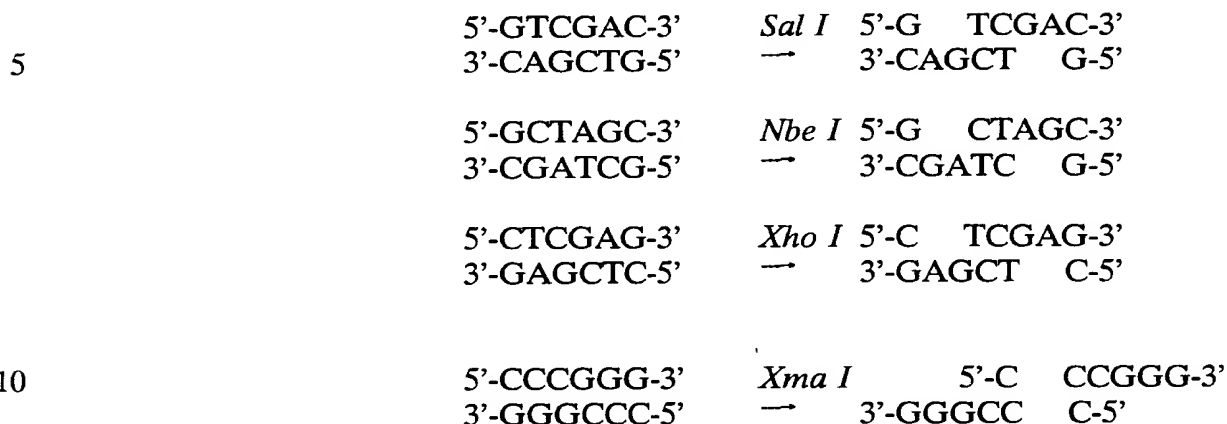 5'-GTCGAC-3' Sal I 5'-G TCGAC-3'
5 3'-CAGCTG-5' → 3'-CAGCT G-5'
5'-GCTAGC-3' Nbe I 5'-G CTAGC-3'
3'-CGATCG-5' → 3'-CGATC G-5'
5'-CTCGAG-3' Xho I 5'-C TCGAG-3'
3'-GAGCTC-5' → 3'-GAGCT C-5'
10 5'-CCCGGG-3' Xma I 5'-C CCGGG-3'
3'-GGGCCC-5' → 3'-GGGCC C-5'